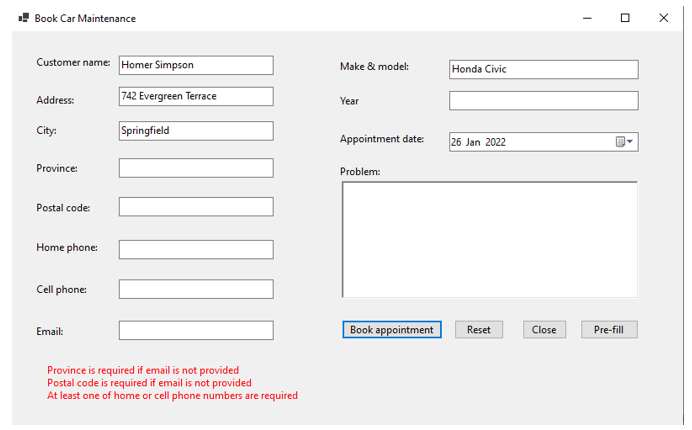 Book Car Maintenance
Customer name: Homer Simpson
Address: 742 Evergreen Terrace
City: Springfield
Province:
Postal code:
Home phone:
Cell phone:
Email:
Make & model: Honda Civic
Year
Appointment date: 26 Jan 2022
Problem:
Book appointment Reset Close Pre-fill
Province is required if email is not provided
Postal code is required if email is not provided
At least one of home or cell phone numbers are required